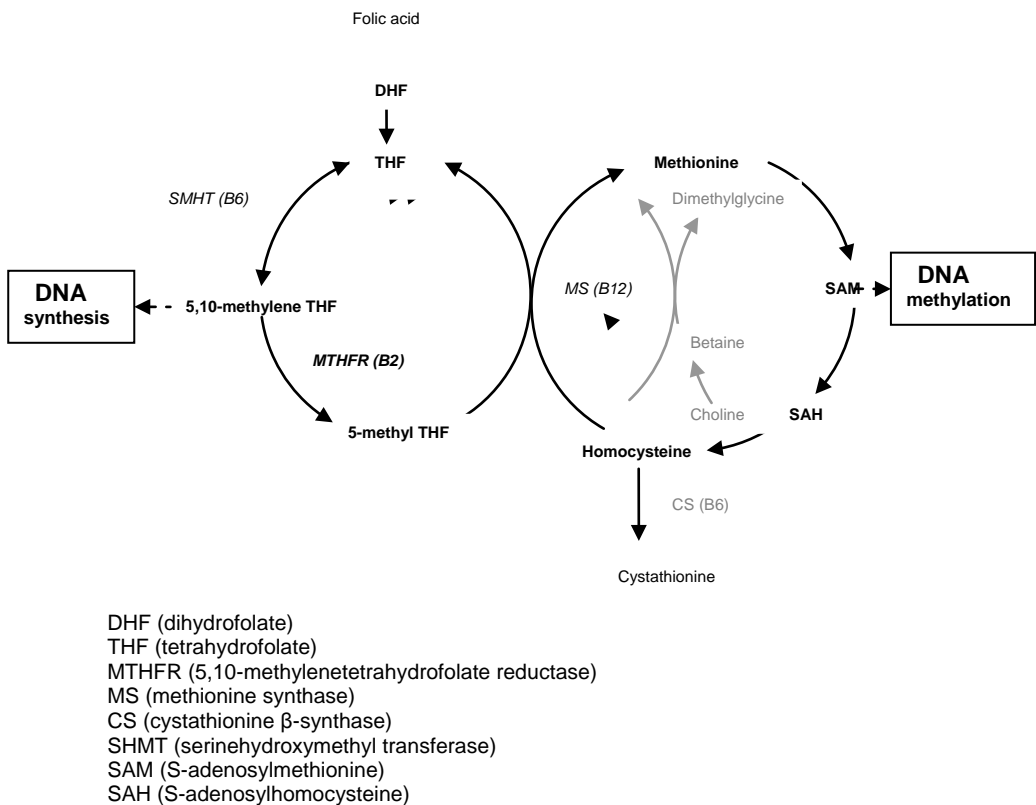 Folic acid
DHF
THF
Methionine
SMHT (B6)
Dimethylglycine
DNA
synthesis
5,10-methylene THF
MS (B12)
SAM
DNA
methylation
MTHFR (B2)
Betaine
5-methyl THF
Choline
SAH
Homocysteine
CS (B6)
Cystathionine
DHF (dihydrofolate)
THF (tetrahydrofolate)
MTHFR (5,10-methylenetetrahydrofolate reductase)
MS (methionine synthase)
CS (cystathionine β-synthase)
SHMT (serinehydroxymethyl transferase)
SAM (S-adenosylmethionine)
SAH (S-adenosylhomocysteine)